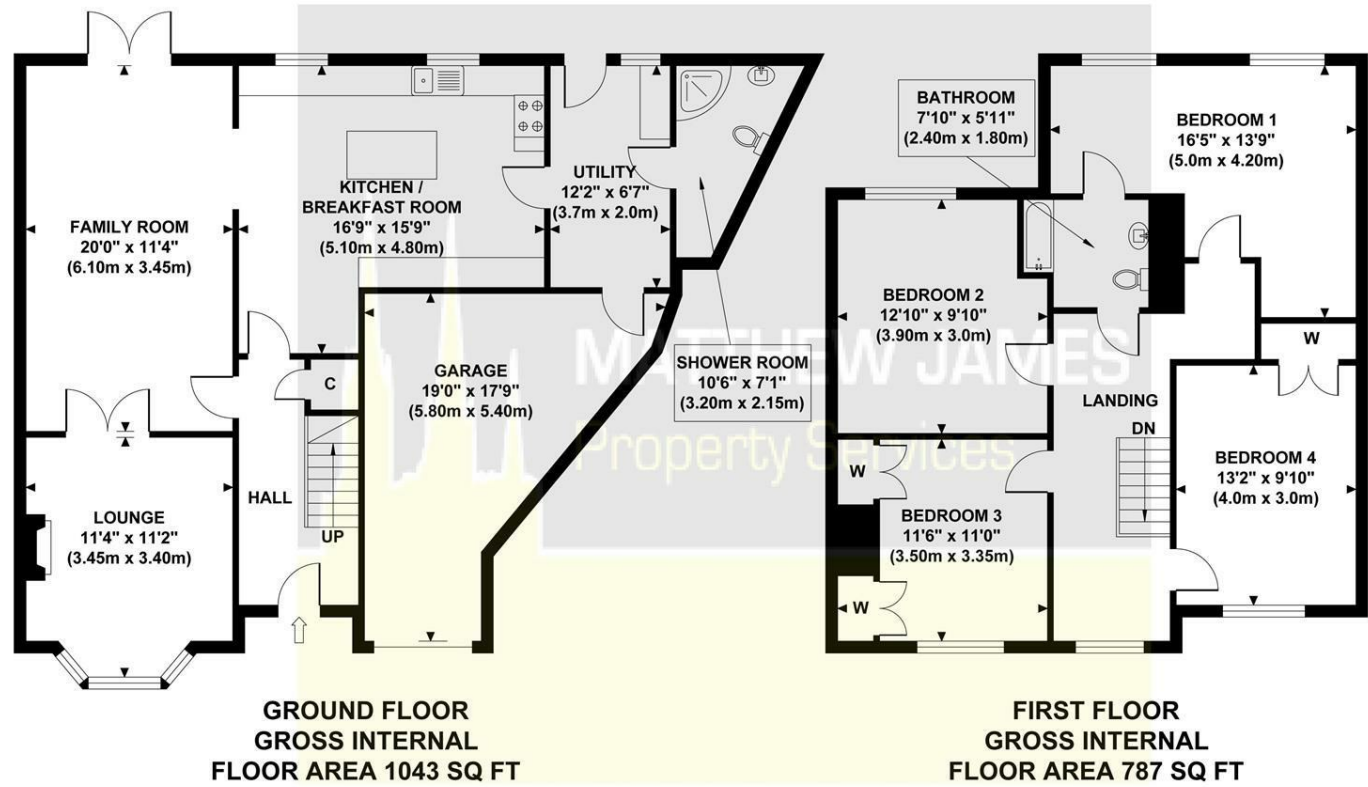 FAMILY ROOM
20'0" x 11'4"
(6.10m x 3.45m)
KITCHEN /
BREAKFAST ROOM
16'9" x 15'9"
(5.10m x 4.80m)
UTILITY
12'2" x 6'7"
(3.7m x 2.0m)
C
GARAGE
19'0" x 17'9"
(5.80m x 5.40m)
SHOWER ROOM
10'6" x 7'1"
(3.20m x 2.15m)
LOUNGE
11'4" x 11'2"
(3.45m x 3.40m)
HALL
UP
GROUND FLOOR
GROSS INTERNAL
FLOOR AREA 1043 SQ FT
BATHROOM
7'10" x 5'11"
(2.40m x 1.80m)
BEDROOM 1
16'5" x 13'9"
(5.0m x 4.20m)
BEDROOM 2
12'10" x 9'10"
(3.90m x 3.0m)
W
LANDING
DN
BEDROOM 4
13'2" x 9'10"
(4.0m x 3.0m)
W
BEDROOM 3
11'6" x 11'0"
(3.50m x 3.35m)
W
FIRST FLOOR
GROSS INTERNAL
FLOOR AREA 787 SQ FT
MATTHEW JAMES
Property Services